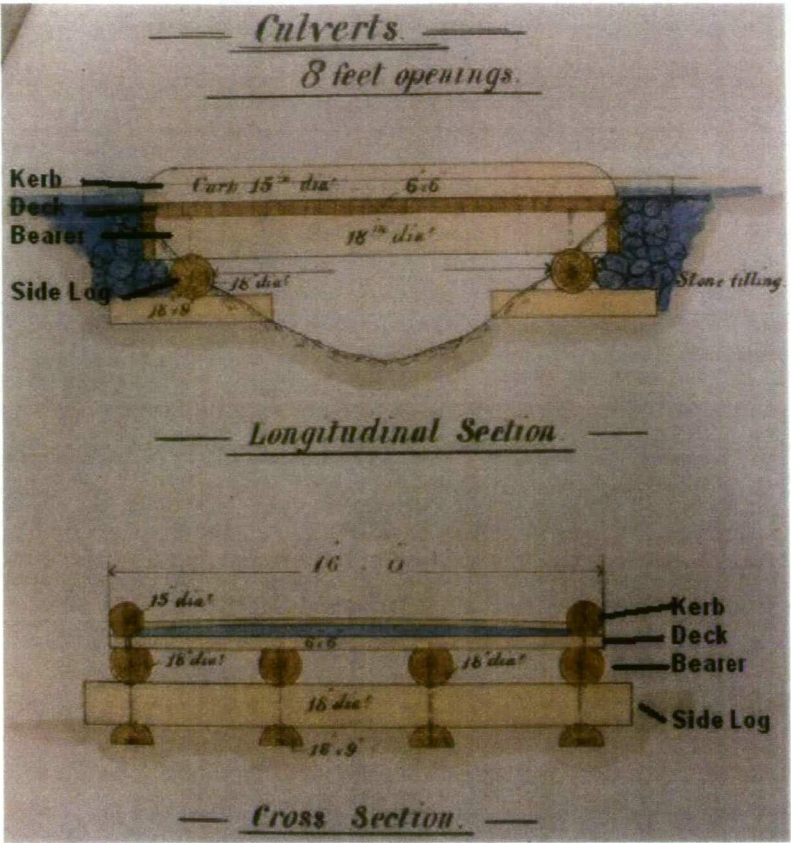 Culverts.
8 feet openings.
Kerb
Curb 15 in dia r 6 x 6
Deck
Bearer
18 in dia r
Side Log
18" dia r
Stone filling.
18 x 9
Longitudinal Section
16' . 0"
15" dia r
Kerb
6 x 6
Deck
18" dia r
18" dia r
Bearer
18" dia r
Side Log
18 x 9"
Cross Section.